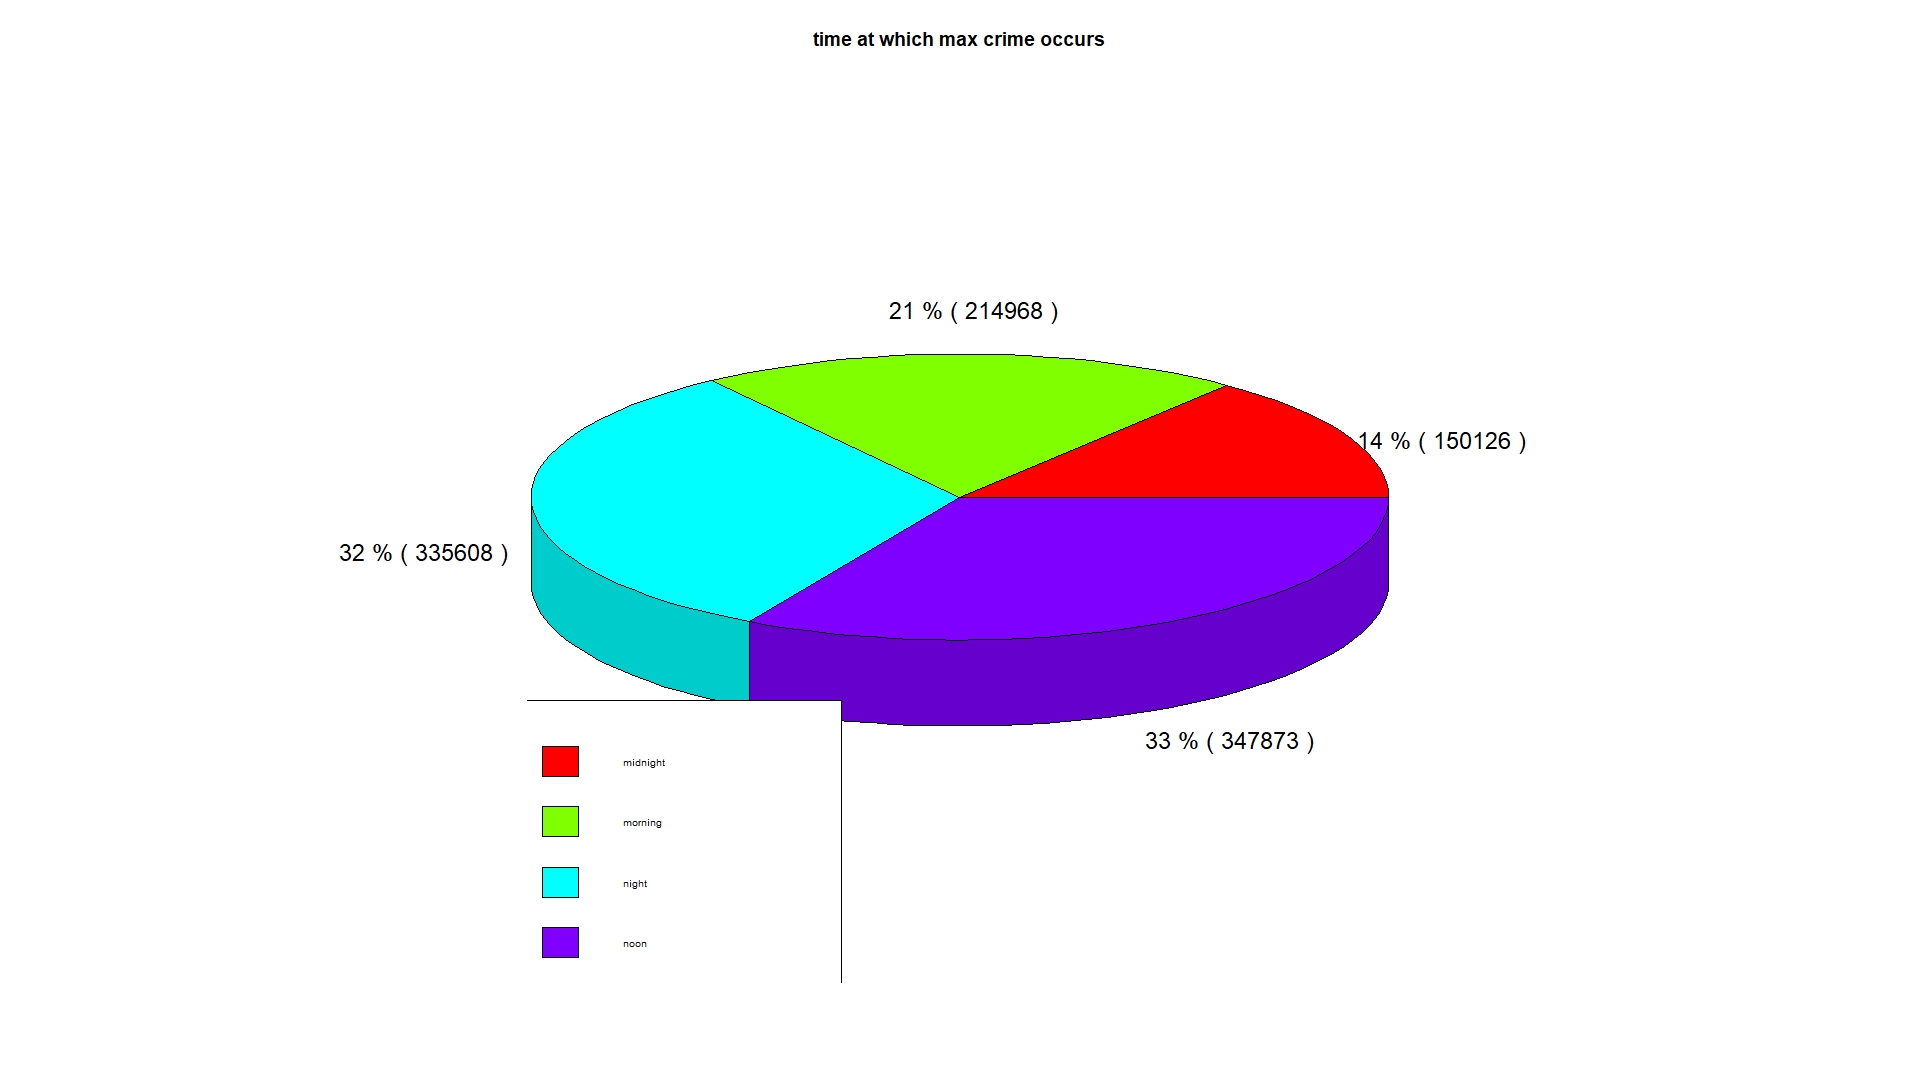 time at which max crime occurs
21 % ( 214968 )
14 % ( 150126 )
32 % ( 335608 )
33 % ( 347873 )
midnight
morning
night
noon